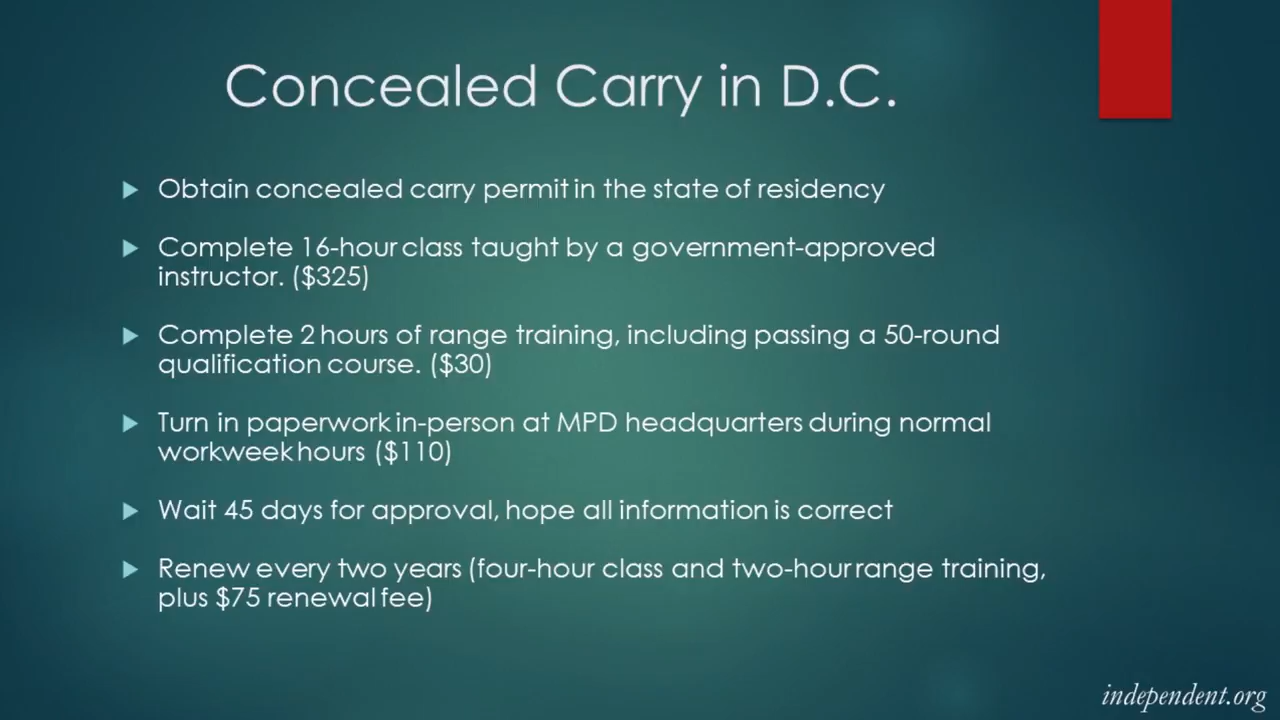 Concealed Carry in D.C.
Obtain concealed carry permit in the state of residency
Complete 16-hour class taught by a government-approved
instructor. ($325)
Complete 2 hours of range training, including passing a 50-round
qualification course. ($30)
Turn in paperwork in-person at MPD headquarters during normal
workweek hours ($110)
Wait 45 days for approval, hope all information is correct
Renew every two years (four-hour class and two-hour range training,
plus $75 renewal fee)
independent.org